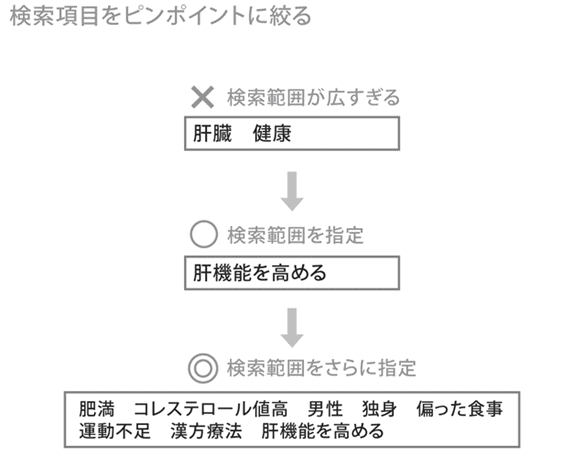 検索項目をピンポイントに絞る
検索範囲が広すぎる
肝臓　健康
検索範囲を指定
肝機能を高める
検索範囲をさらに指定
肥満　コレステロール値高　男性　独身　偏った食事
運動不足　漢方療法　肝機能を高める